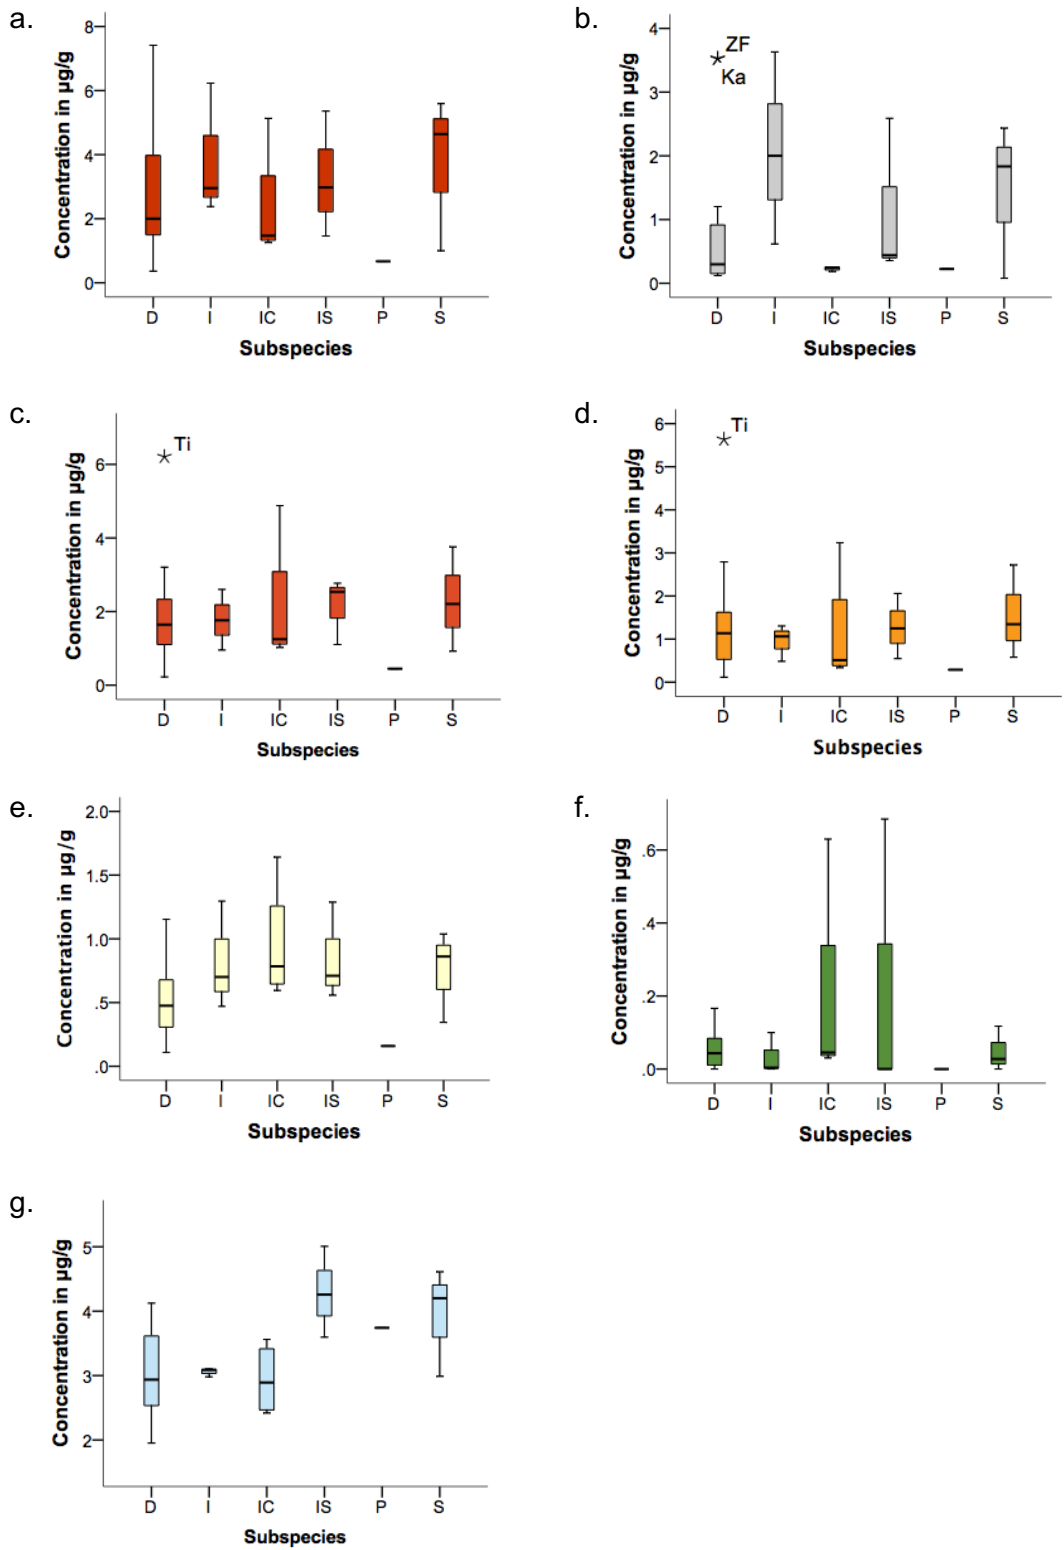 a.
8
6
4
2
0
Concentration in µg/g
D I IC IS P S
Subspecies
b.
4
3
2
1
0
Concentration in µg/g
ZF
Ka
D I IC IS P S
Subspecies
c.
6
4
2
0
Concentration in µg/g
Ti
D I IC IS P S
Subspecies
d.
6
5
4
3
2
1
0
Concentration in µg/g
Ti
D I IC IS P S
Subspecies
e.
2.0
1.5
1.0
.5
.0
Concentration in µg/g
D I IC IS P S
Subspecies
f.
.6
.4
.2
.0
Concentration in µg/g
D I IC IS P S
Subspecies
g.
5
4
3
2
Concentration in µg/g
D I IC IS P S
Subspecies